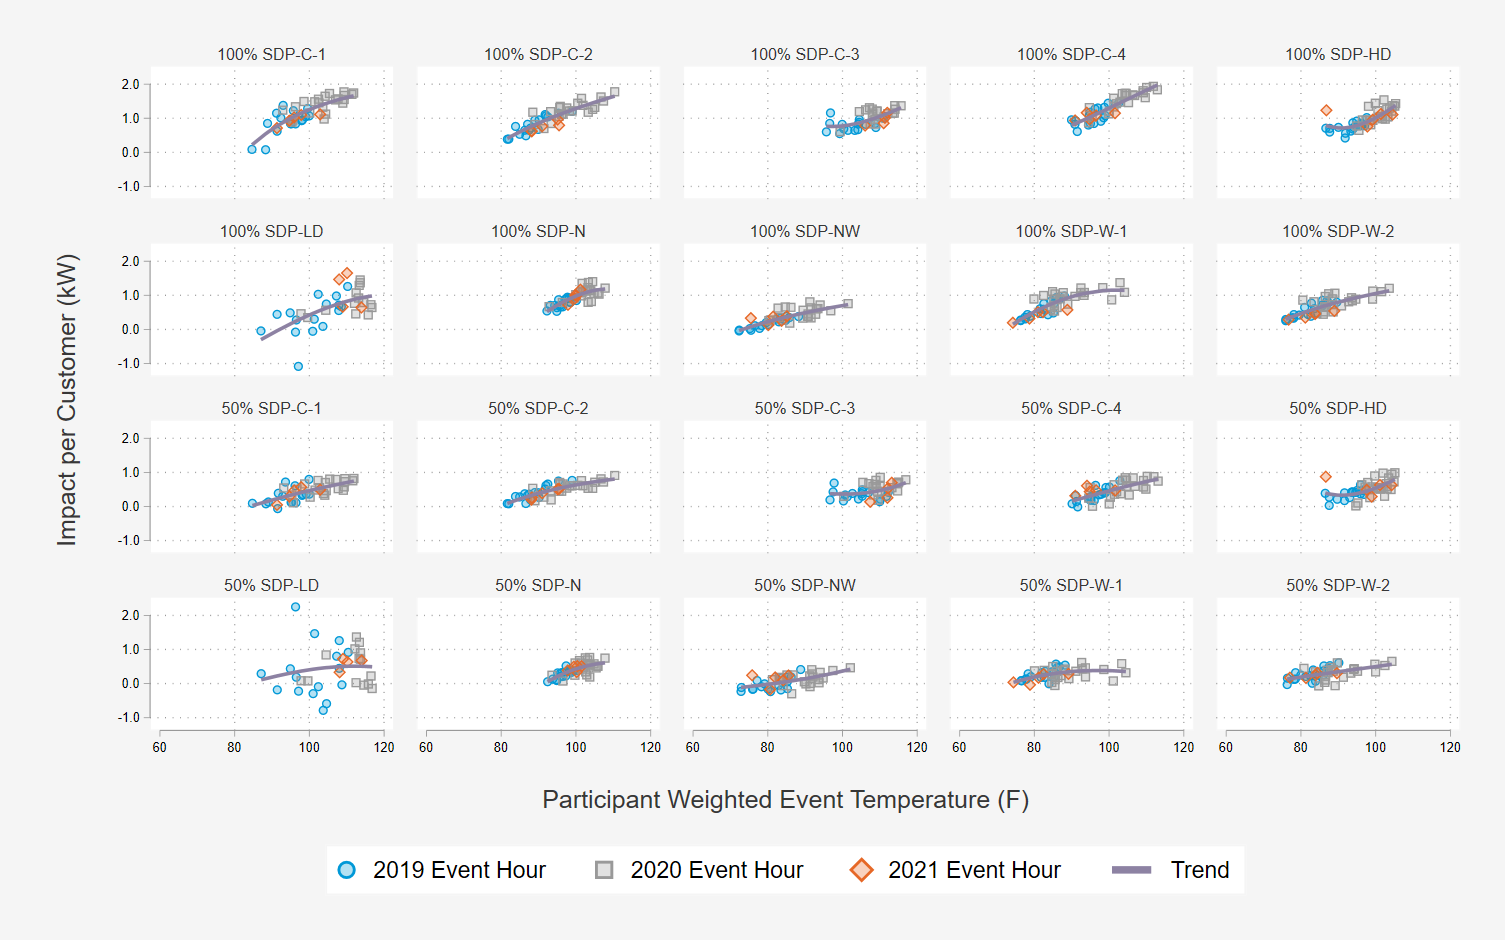 100% SDP-C-1 100% SDP-C-2 100% SDP-C-3 100% SDP-C-4 100% SDP-HD
2.0
1.0
0.0
-1.0
100% SDP-LD 100% SDP-N 100% SDP-NW 100% SDP-W-1 100% SDP-W-2
2.0
1.0
0.0
-1.0
50% SDP-C-1 50% SDP-C-2 50% SDP-C-3 50% SDP-C-4 50% SDP-HD
2.0
1.0
0.0
-1.0
50% SDP-LD 50% SDP-N 50% SDP-NW 50% SDP-W-1 50% SDP-W-2
2.0
1.0
0.0
-1.0
60 80 100 120 60 80 100 120 60 80 100 120 60 80 100 120 60 80 100 120
Impact per Customer (kW)
Participant Weighted Event Temperature (F)
2019 Event Hour 2020 Event Hour 2021 Event Hour Trend